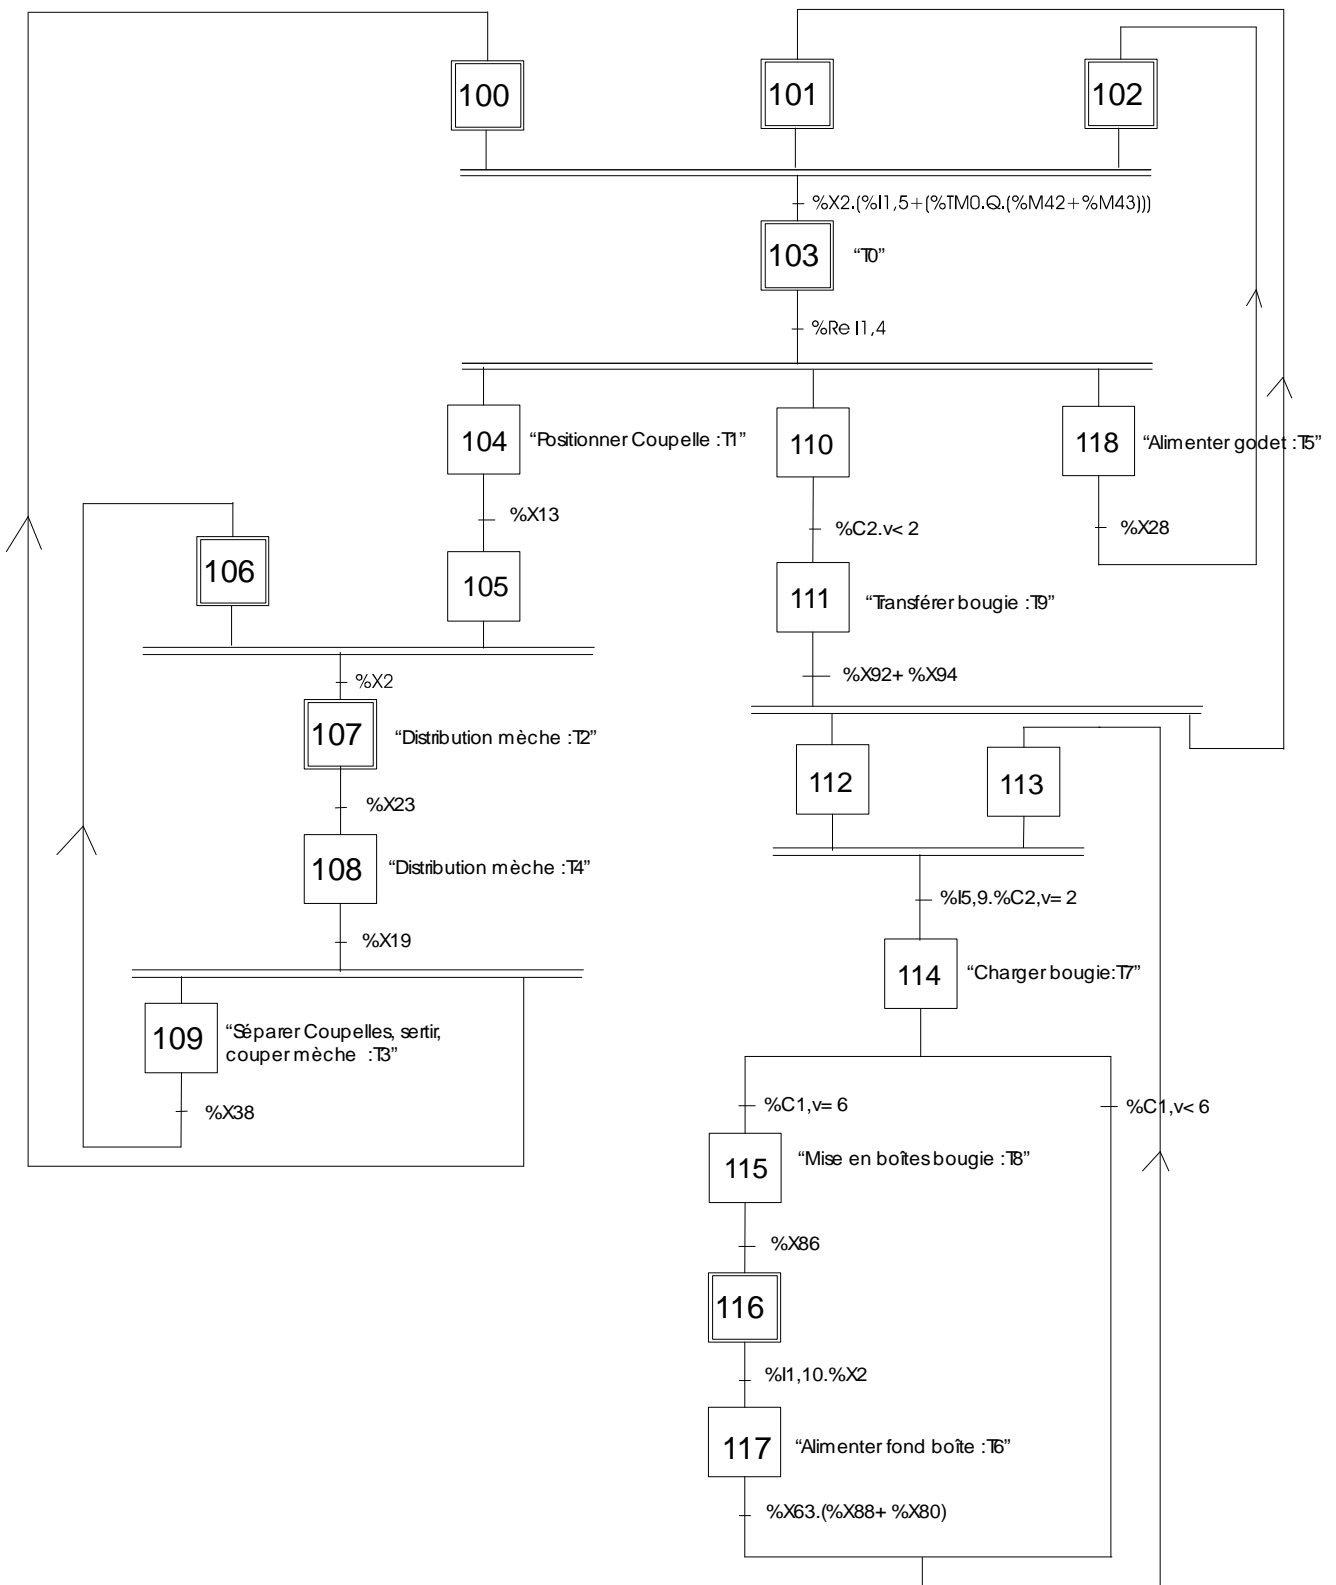 100
101
102
%X2.(%I1,5+(%TM0.Q.(%M42+%M43)))
103
“T0”
%Re I1,4
104
“Positionner Coupelle :T1”
110
118
“Alimenter godet :T5”
%X13
%C2.v< 2
%X28
106
105
111
“Transférer bougie :T9”
%X2
%X92+ %X94
107
“Distribution mèche :T2”
112
113
%X23
108
“Distribution mèche :T4”
%I5,9.%C2,v= 2
%X19
114
“Charger bougie:T7”
109
“Séparer Coupelles, sertir,
couper mèche :T3”
%X38
%C1,v= 6
%C1,v< 6
115
“Mise en boîtes bougie :T8”
%X86
116
%I1,10.%X2
117
“Alimenter fond boîte :T6”
%X63.(%X88+ %X80)